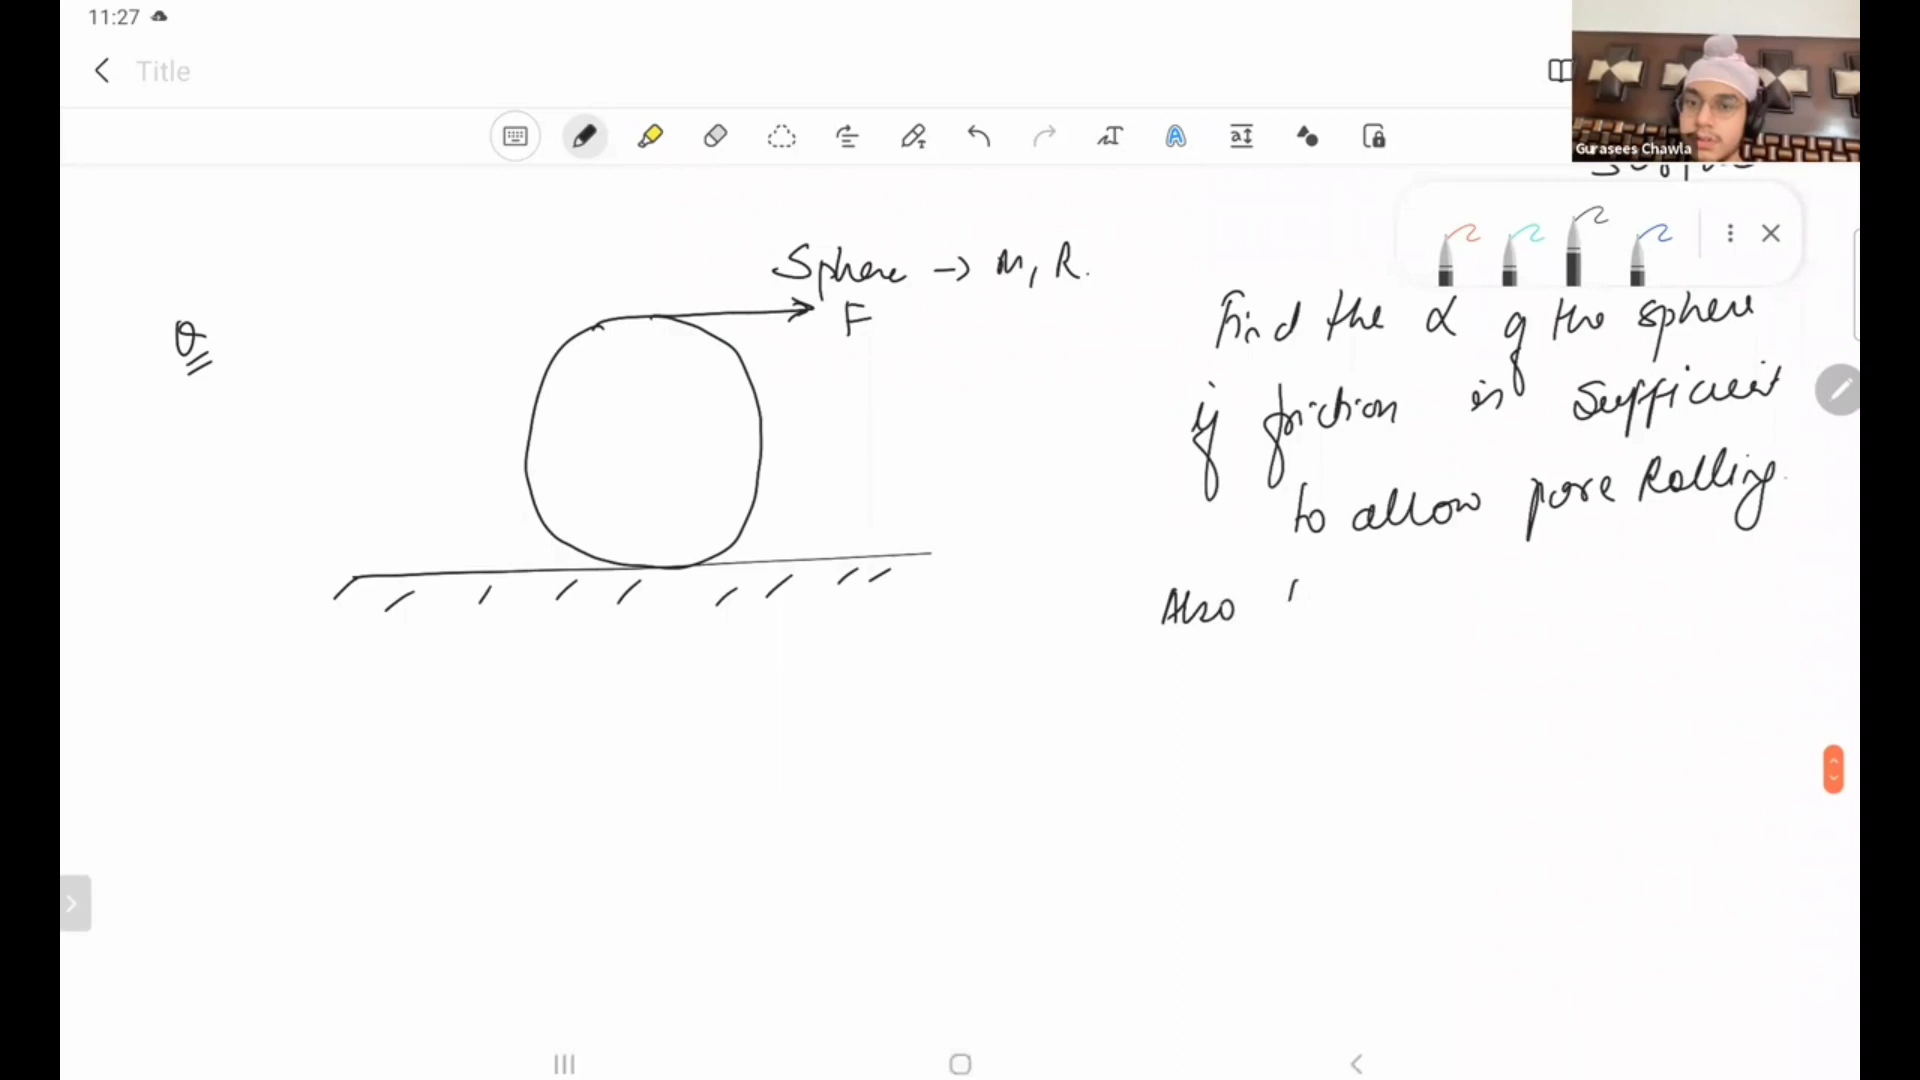 11:27
Title
Gurasees Chawla
Sphere → M, R.
F
Q
Find the α of the sphere
if friction is sufficient
to allow pure Rolling.
Also